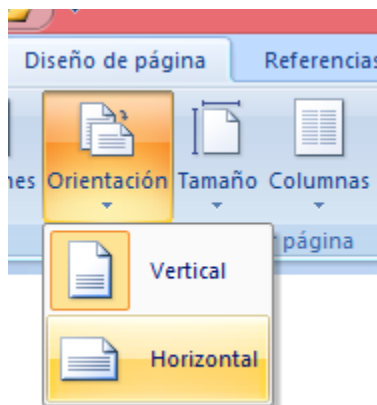 Diseño de página Referencias
nes Orientación Tamaño Columnas
página
Vertical
Horizontal